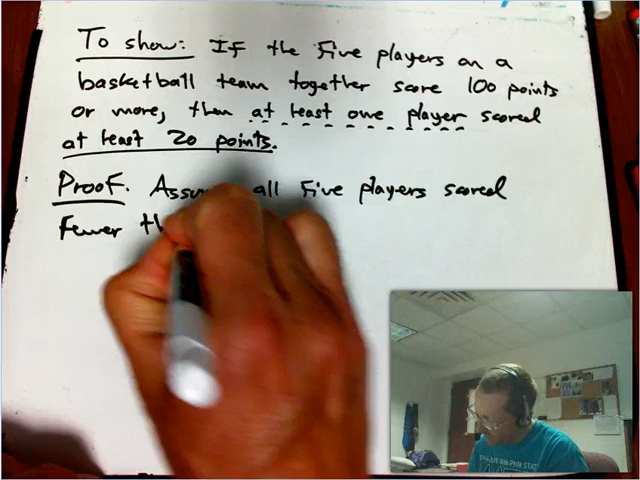 To show: If the five players on a
basketball team together score 100 points
or more, then at least one player scored
at least 20 points.
Proof. all five players scored
Fewer